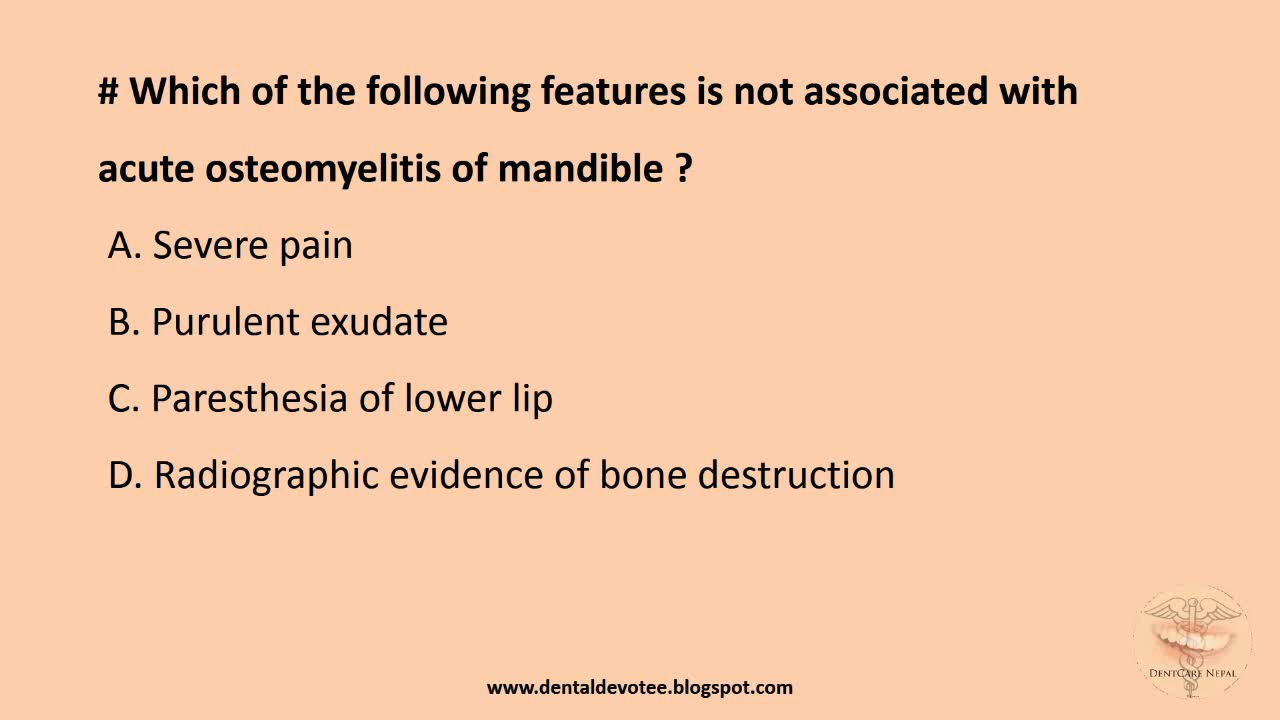 # Which of the following features is not associated with
acute osteomyelitis of mandible ?
A. Severe pain
B. Purulent exudate
C. Paresthesia of lower lip
D. Radiographic evidence of bone destruction
DENTCARE NEPAL
www.dentaldevotee.blogspot.com